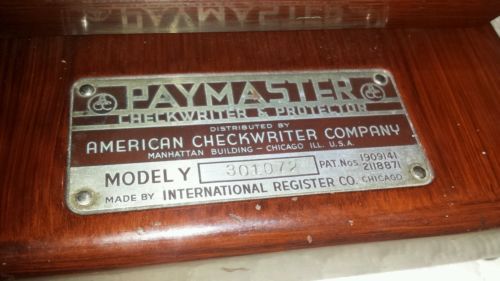 PAYMASTER
CHECKWRITER & PROTECTOR
DISTRIBUTED BY
AMERICAN CHECKWRITER COMPANY
MANHATTAN BUILDING - CHICAGO ILL. U.S.A.
MODEL Y 301072 PAT. NOS. 1909141
2118871
MADE BY INTERNATIONAL REGISTER CO. CHICAGO